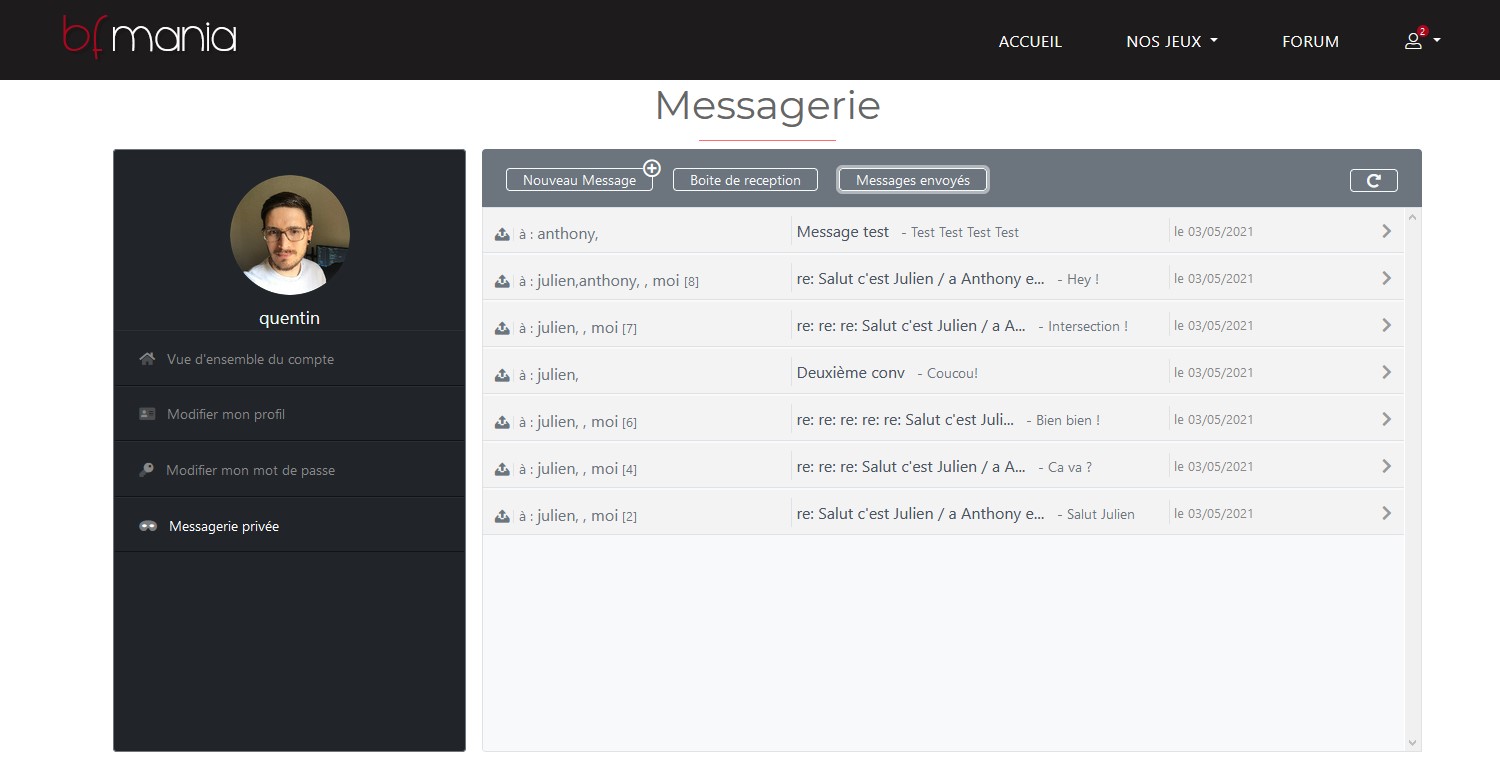 bfmania
ACCUEIL
NOS JEUX
FORUM
2
Messagerie
quentin
Vue d'ensemble du compte
Modifier mon profil
Modifier mon mot de passe
Messagerie privée
Nouveau Message
Boite de reception
Messages envoyés
à : anthony, Message test - Test Test Test Test le 03/05/2021
à : julien,anthony, , moi [8] re: Salut c'est Julien / a Anthony e... - Hey ! le 03/05/2021
à : julien, , moi [7] re: re: re: Salut c'est Julien / a A... - Intersection ! le 03/05/2021
à : julien, Deuxième conv - Coucou! le 03/05/2021
à : julien, , moi [6] re: re: re: re: re: Salut c'est Juli... - Bien bien ! le 03/05/2021
à : julien, , moi [4] re: re: re: Salut c'est Julien / a A... - Ca va ? le 03/05/2021
à : julien, , moi [2] re: Salut c'est Julien / a Anthony e... - Salut Julien le 03/05/2021